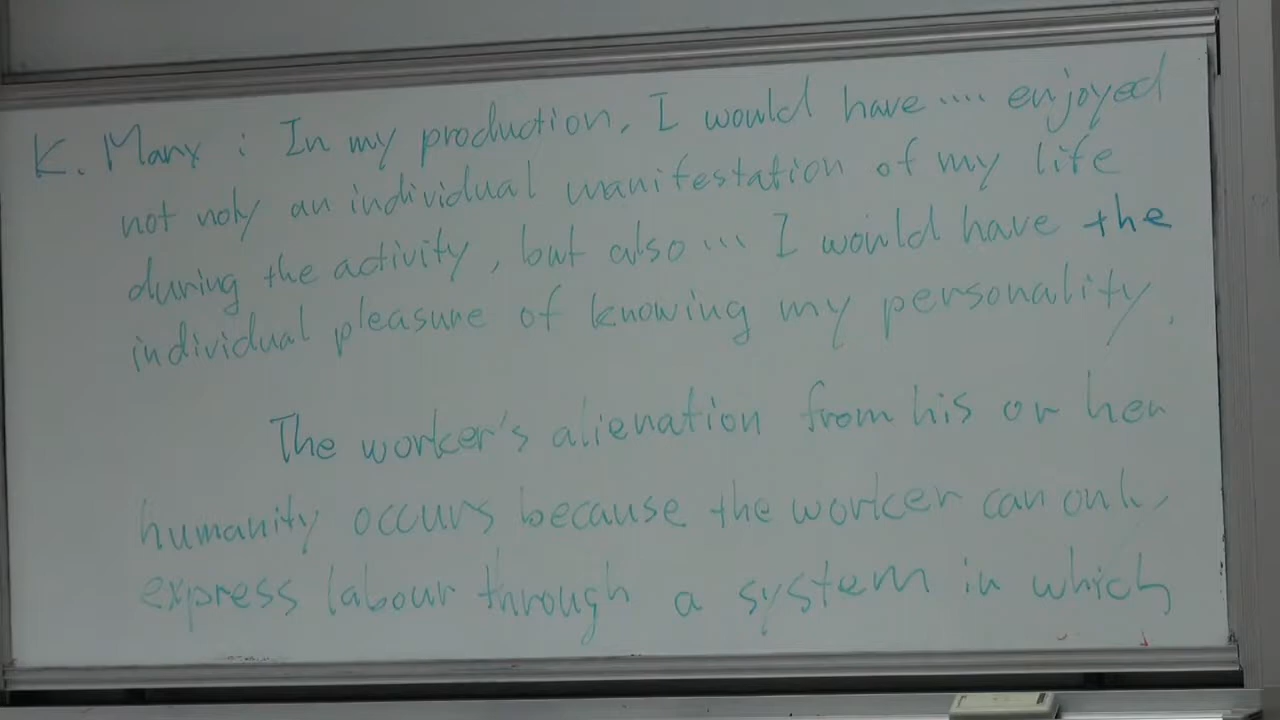 K. Marx : In my production, I would have .... enjoyed
not noly an individual manifestation of my life
during the activity, but also ... I would have the
individual pleasure of knowing my personality.
The worker's alienation from his or her
humanity occurs because the worker can only
express labour through a system in which